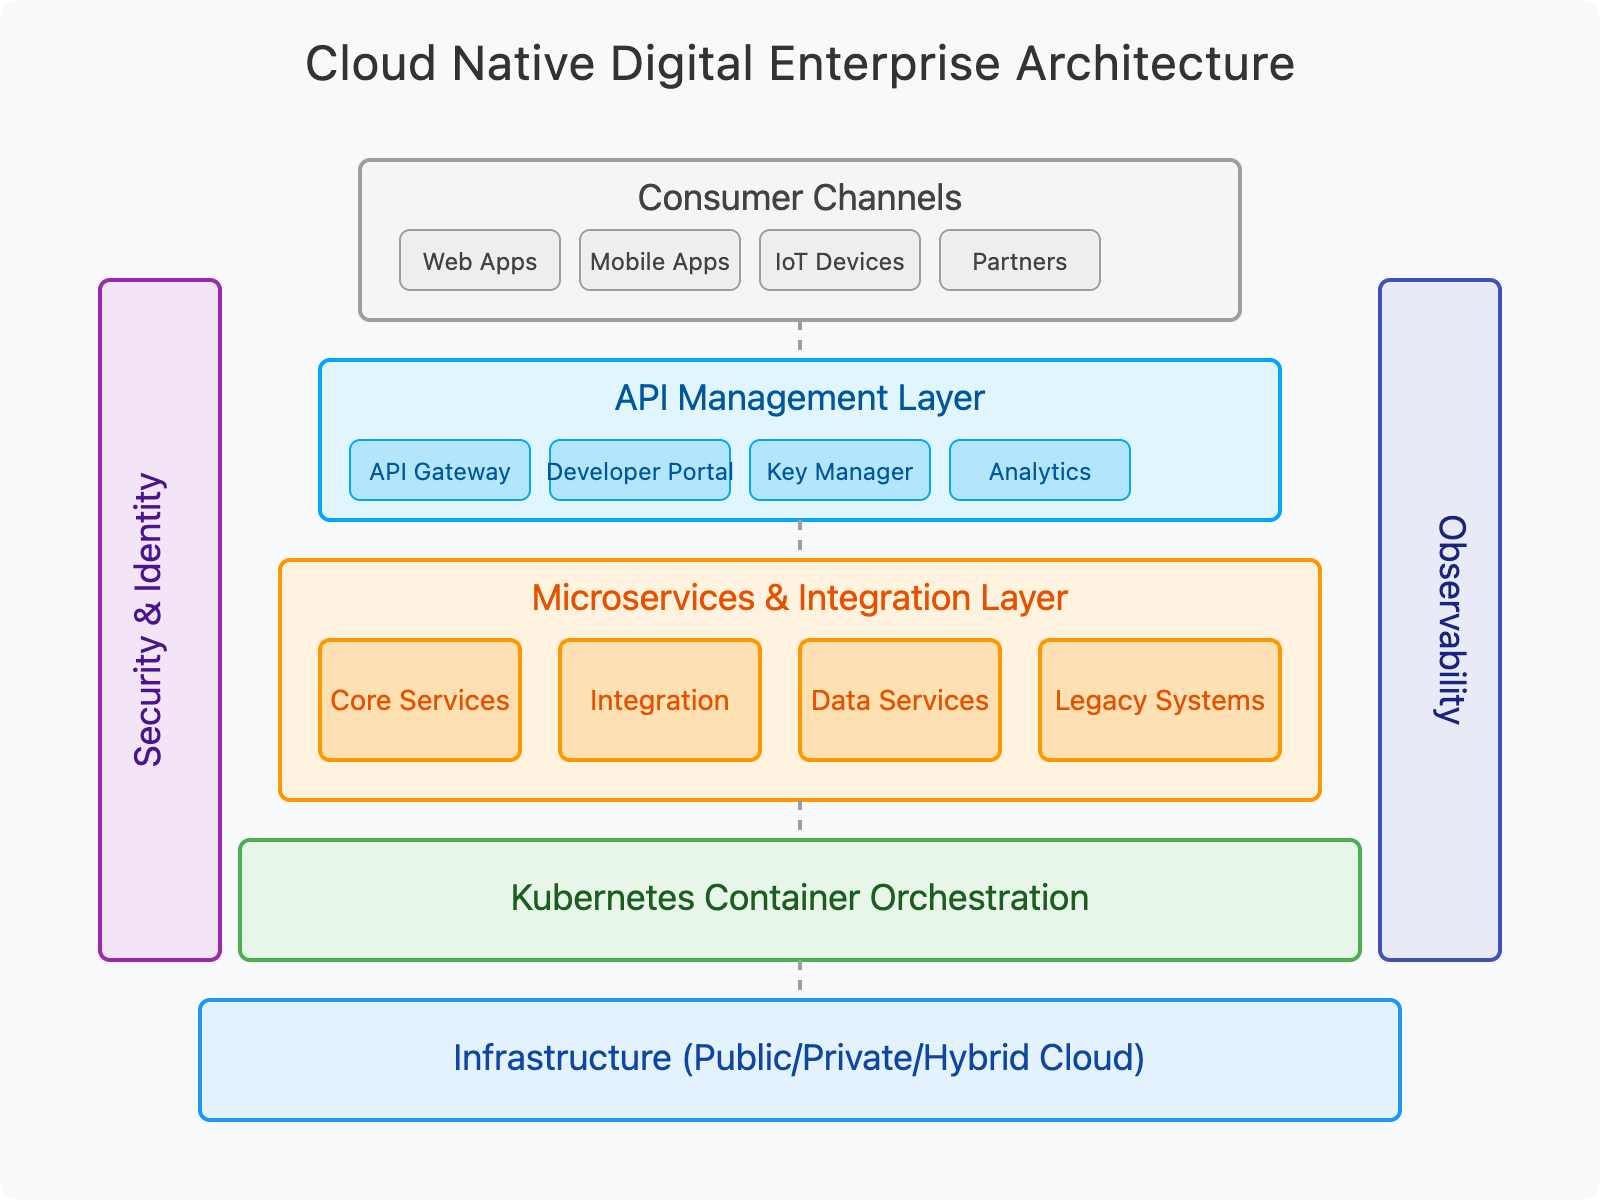 Cloud Native Digital Enterprise Architecture
Consumer Channels
Web Apps
Mobile Apps
IoT Devices
Partners
API Management Layer
API Gateway
Developer Portal
Key Manager
Analytics
Microservices & Integration Layer
Core Services
Integration
Data Services
Legacy Systems
Kubernetes Container Orchestration
Infrastructure (Public/Private/Hybrid Cloud)
Security & Identity
Observability